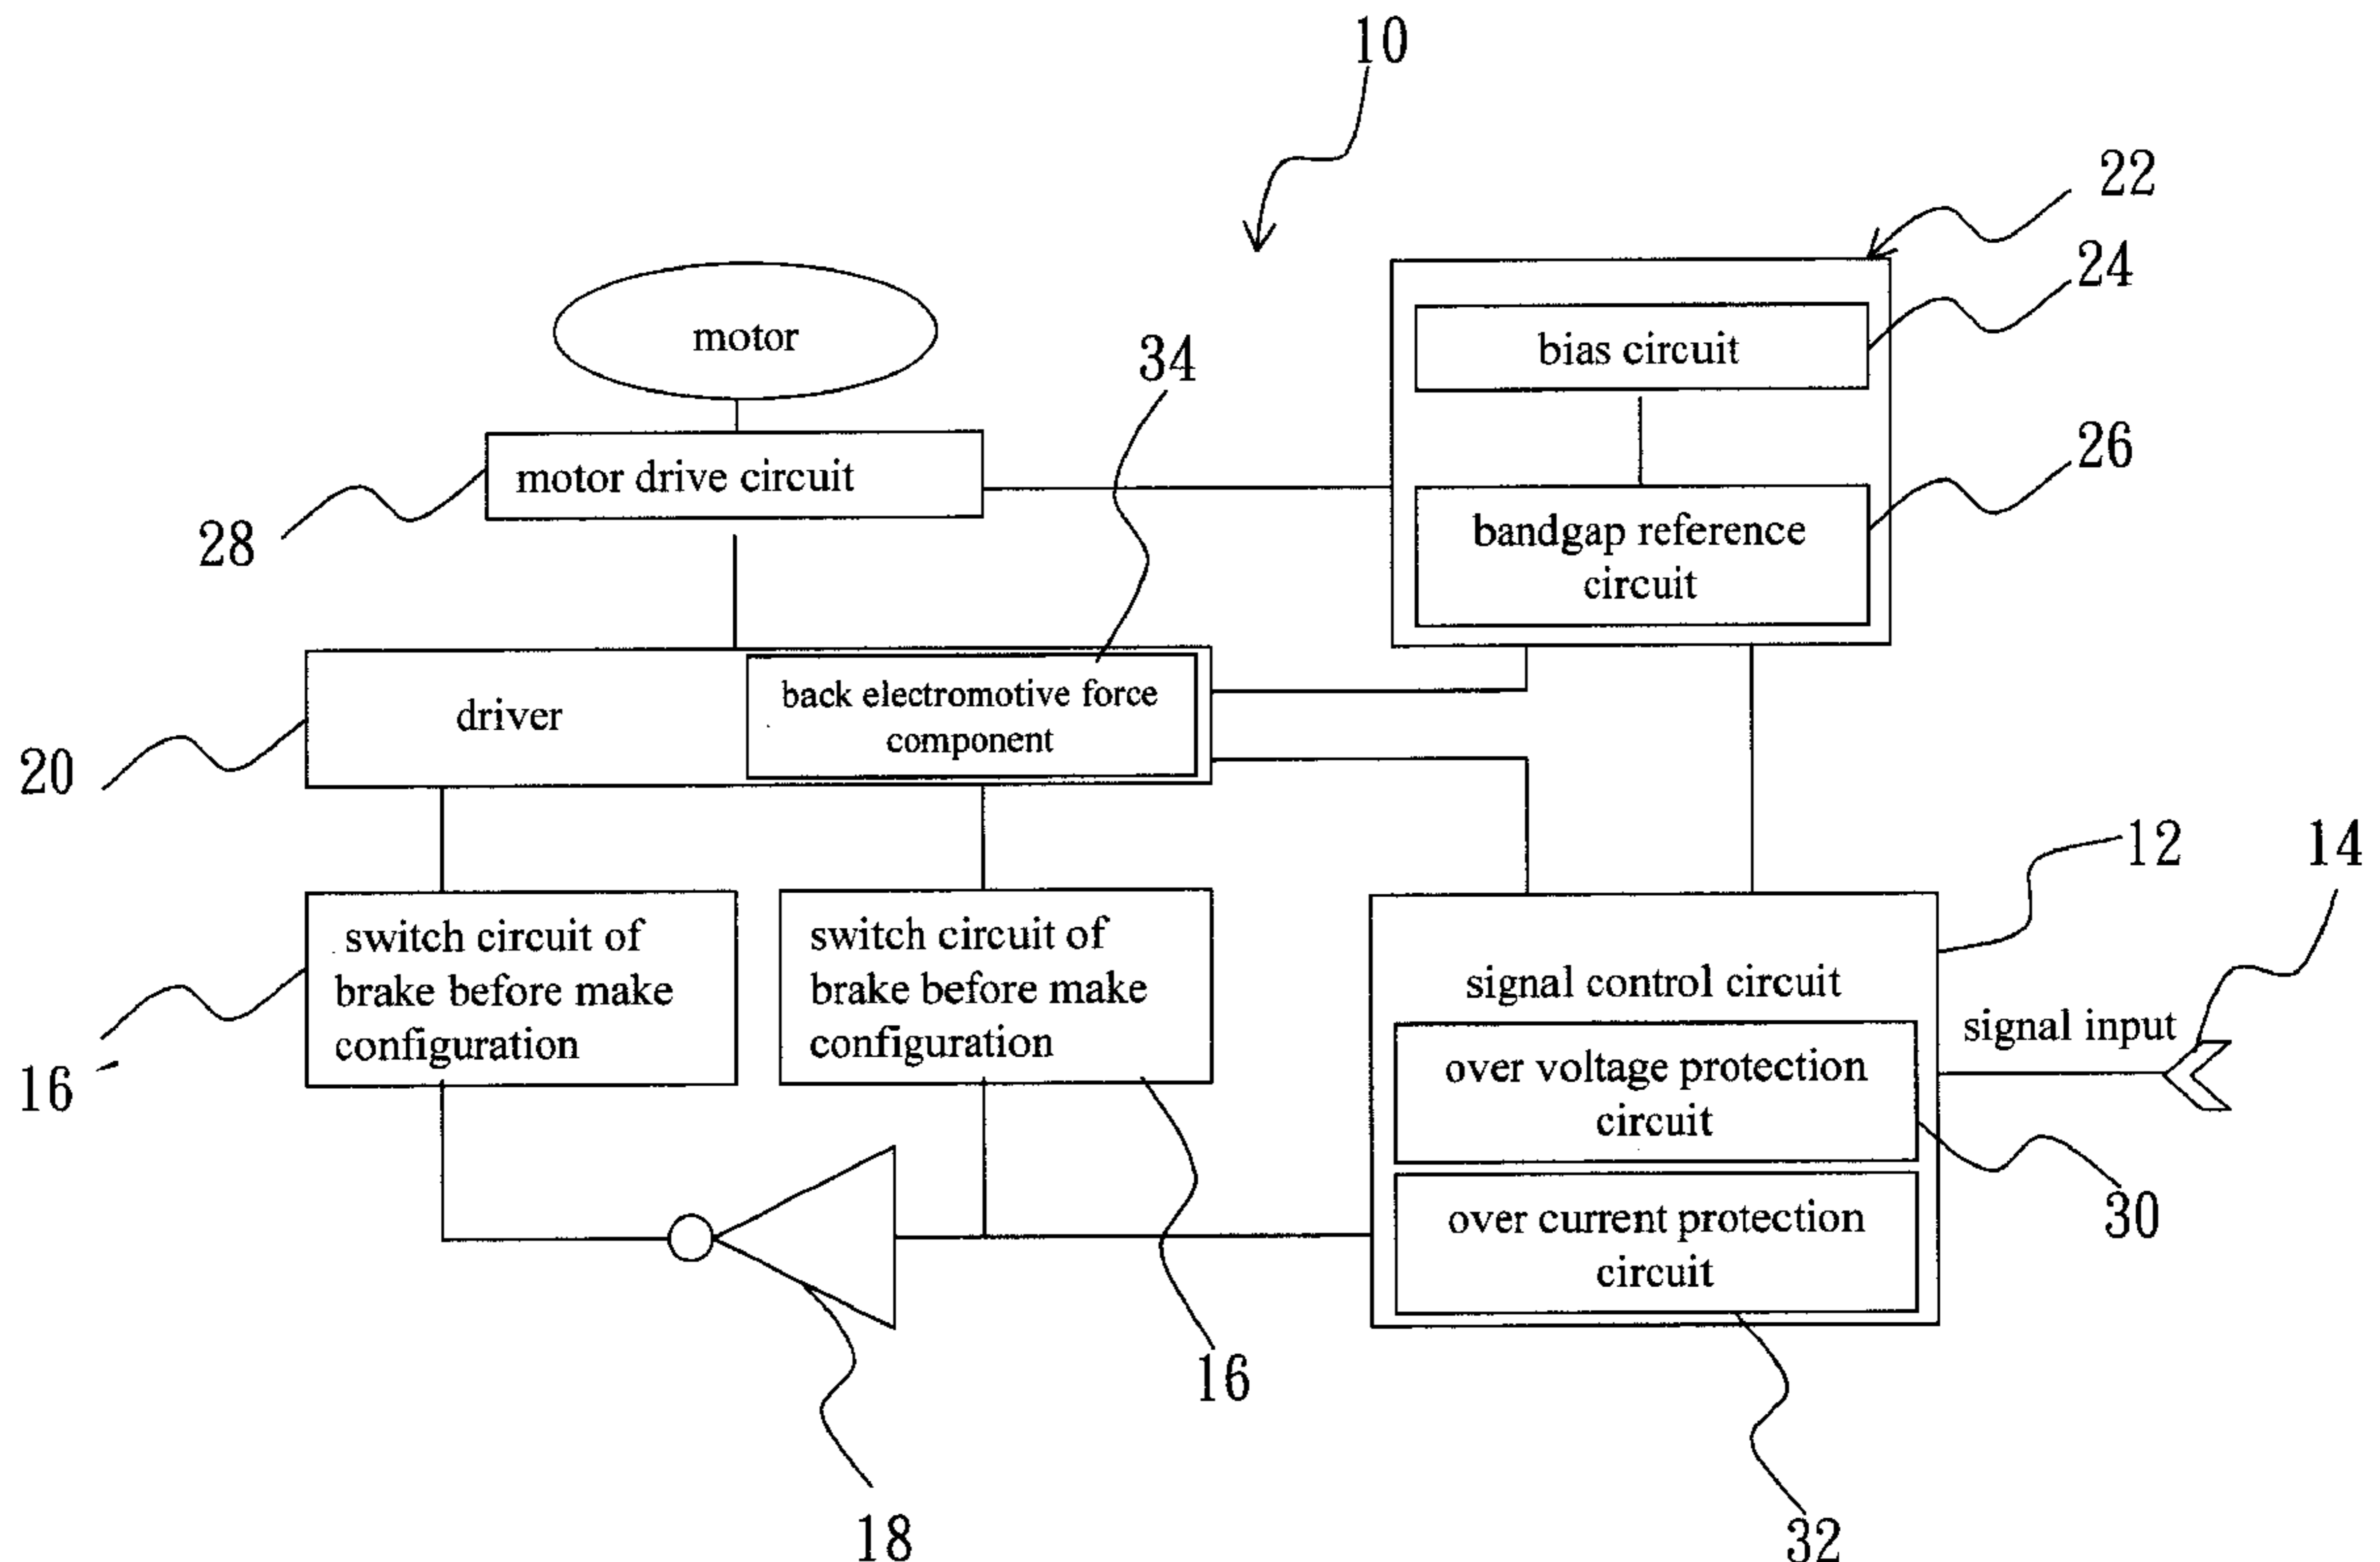 10
22
24
motor
34
bias circuit
26
motor drive circuit
28
bandgap reference
circuit
back electromotive force
component
driver
20
12
14
switch circuit of
brake before make
configuration
switch circuit of
brake before make
configuration
signal control circuit
signal input
16
over voltage protection
circuit
30
over current protection
circuit
16
18
32